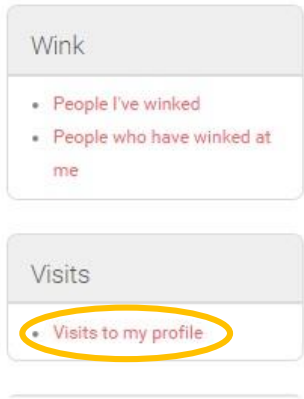 Wink
• People I've winked
• People who have winked at
me
Visits
• Visits to my profile